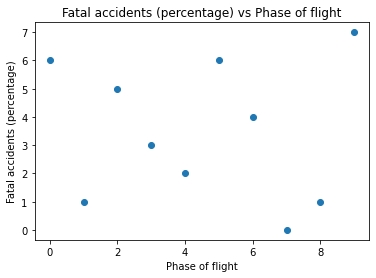 Fatal accidents (percentage) vs Phase of flight
7
6
5
4
3
2
1
0
Fatal accidents (percentage)
0 2 4 6 8
Phase of flight